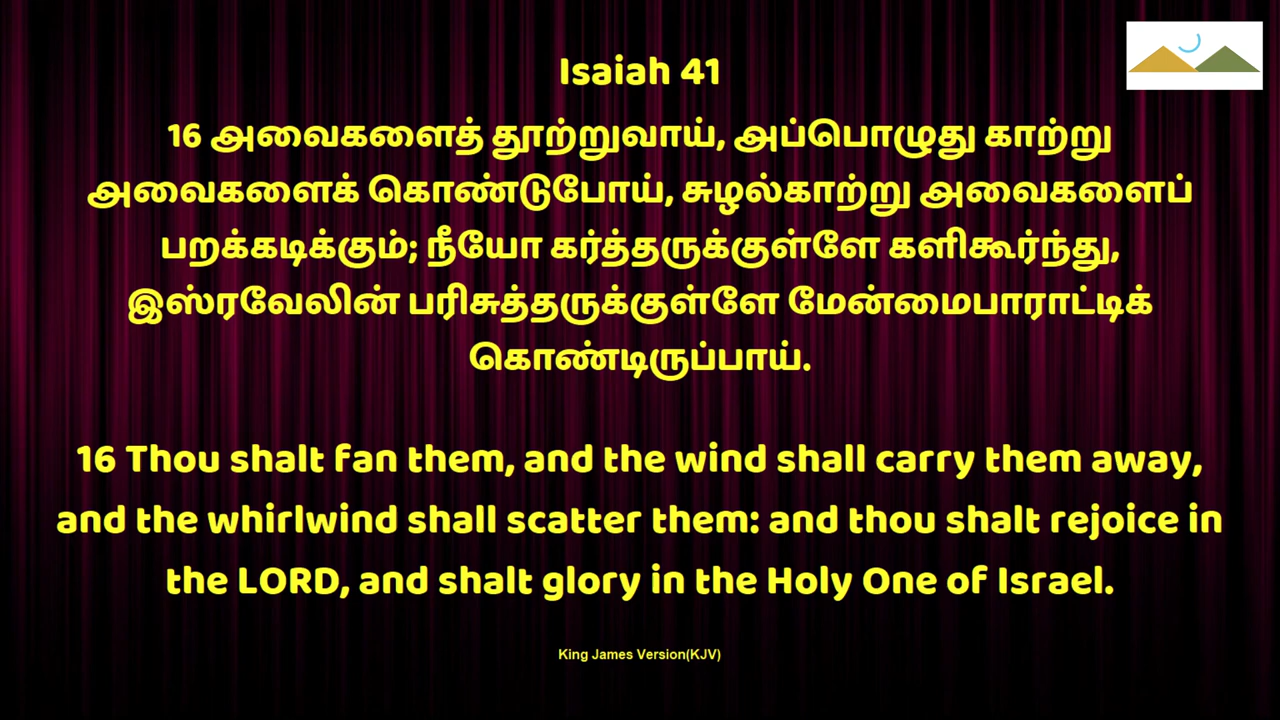 Isaiah 41
16 அவைகளைத் தூற்றுவாய், அப்பொழுது காற்று
அவைகளைக் கொண்டுபோய், சுழல்காற்று அவைகளைப்
பறக்கடிக்கும்; நீயோ கர்த்தருக்குள்ளே களிகூர்ந்து,
இஸ்ரவேலின் பரிசுத்தருக்குள்ளே மேன்மைபாராட்டிக்
கொண்டிருப்பாய்.
16 Thou shalt fan them, and the wind shall carry them away,
and the whirlwind shall scatter them: and thou shalt rejoice in
the LORD, and shalt glory in the Holy One of Israel.
King James Version(KJV)